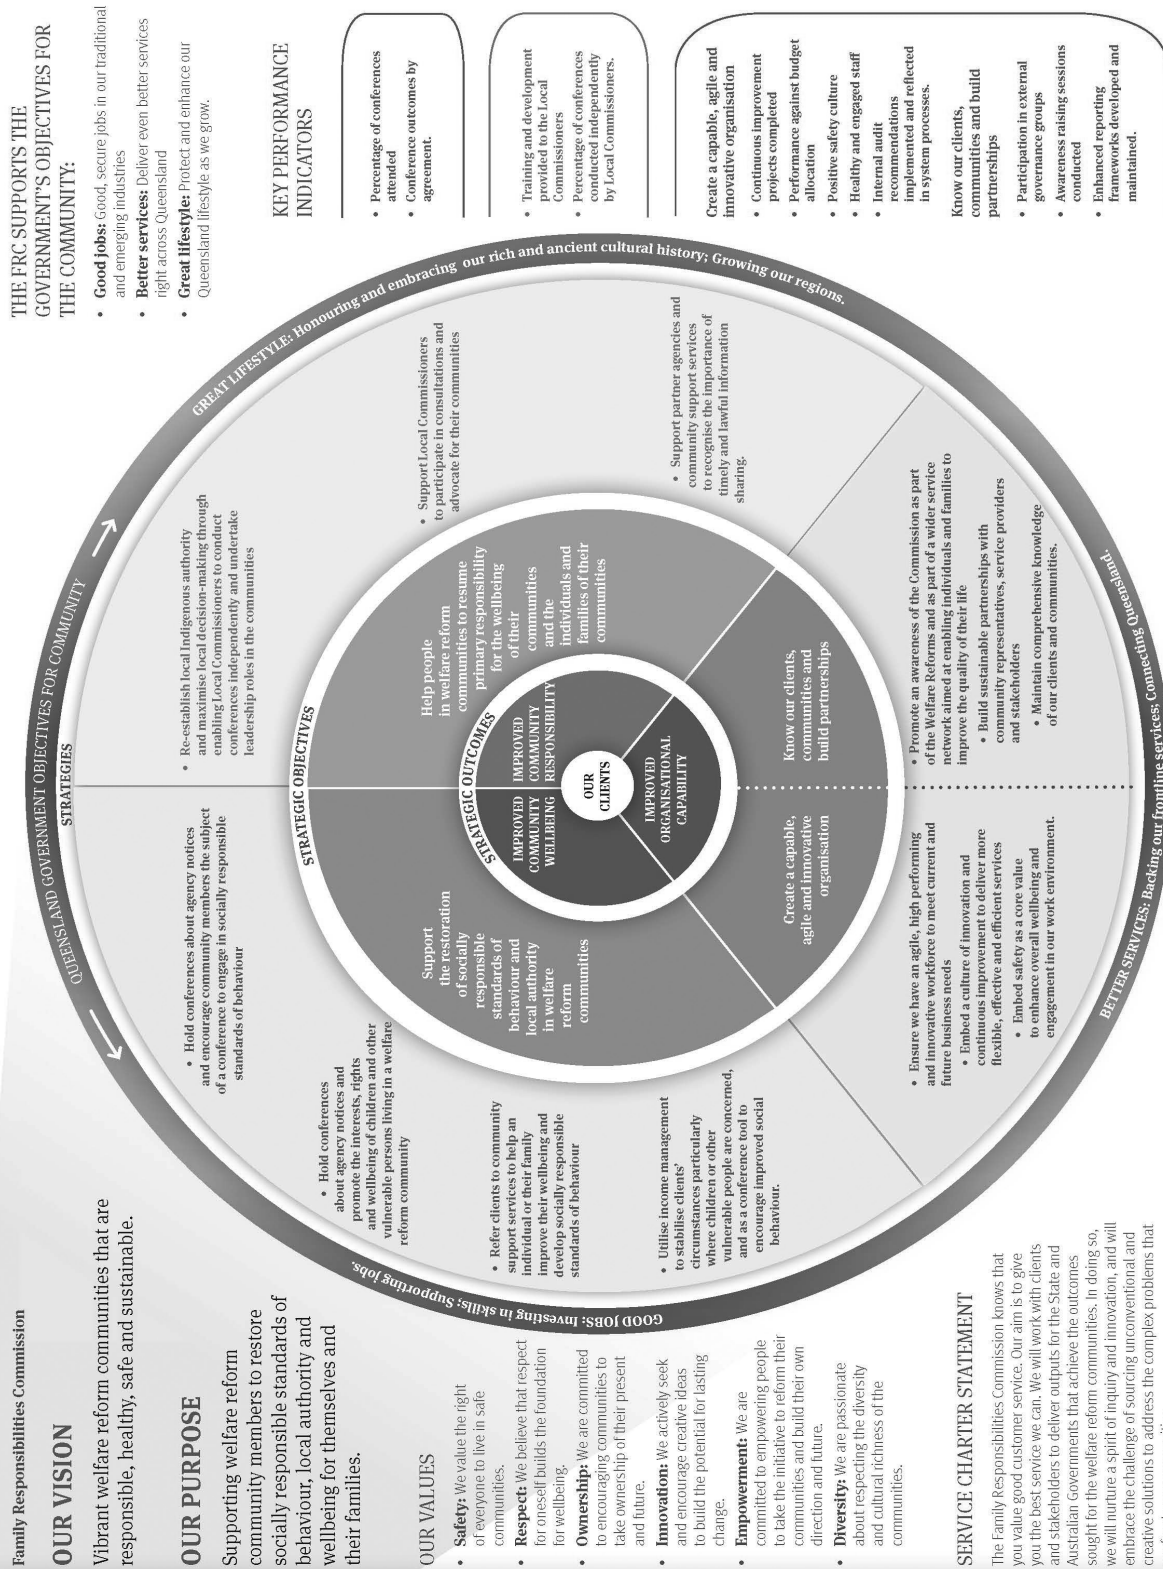 Family Responsibilities Commission
OUR VISION
Vibrant welfare reform communities that are
responsible, healthy, safe and sustainable.
OUR PURPOSE
Supporting welfare reform
community members to restore
socially responsible standards of
behaviour, local authority and
wellbeing for themselves and
their families.
OUR VALUES
• Safety: We value the right
of everyone to live in safe
communities.
• Respect: We believe that respect
for oneself builds the foundation
for wellbeing.
• Ownership: We are committed
to encouraging communities to
take ownership of their present
and future.
• Innovation: We actively seek
and encourage creative ideas
to build the potential for lasting
change.
• Empowerment: We are
committed to empowering people
to take the initiative to reform their
communities and build their own
direction and future.
• Diversity: We are passionate
about respecting the diversity
and cultural richness of the
communities.
SERVICE CHARTER STATEMENT
The Family Responsibilities Commission knows that
you value good customer service. Our aim is to give
you the best service we can. We will work with clients
and stakeholders to deliver outputs for the State and
Australian Governments that achieve the outcomes
sought for the welfare reform communities. In doing so,
we will nurture a spirit of inquiry and innovation, and will
embrace the challenge of sourcing unconventional and
creative solutions to address the complex problems that
QUEENSLAND GOVERNMENT OBJECTIVES FOR COMMUNITY
STRATEGIES
• Hold conferences about agency notices
and encourage community members the subject
of a conference to engage in socially responsible
standards of behaviour
• Hold conferences
about agency notices and
promote the interests, rights
and wellbeing of children and other
vulnerable persons living in a welfare
reform community
• Refer clients to community
support services to help an
individual or their family
improve their wellbeing and
develop socially responsible
standards of behaviour
• Utilise income management
to stabilise clients'
circumstances particularly
where children or other
vulnerable people are concerned,
and as a conference tool to
encourage improved social
behaviour.
• Re-establish local Indigenous authority
and maximise local decision-making through
enabling Local Commissioners to conduct
conferences independently and undertake
leadership roles in the communities
• Support Local Commissioners
to participate in consultations and
advocate for their communities
• Support partner agencies and
community support services
to recognise the importance of
timely and lawful information
sharing.
STRATEGIC OBJECTIVES
Support
the restoration
of socially
responsible
standards of
behaviour and
local authority
in welfare
reform
communities
Help people
in welfare reform
communities to resume
primary responsibility
for the wellbeing
of their
communities
and the
individuals and
families of their
communities
STRATEGIC OUTCOMES
IMPROVED
COMMUNITY
WELLBEING
IMPROVED
COMMUNITY
RESPONSIBILITY
OUR
CLIENTS
IMPROVED
ORGANISATIONAL
CAPABILITY
Create a capable,
agile and innovative
organisation
Know our clients,
communities and
build partnerships
• Ensure we have an agile, high performing
and innovative workforce to meet current and
future business needs
• Embed a culture of innovation and
continuous improvement to deliver more
flexible, effective and efficient services
• Embed safety as a core value
to enhance overall wellbeing and
engagement in our work environment.
• Promote an awareness of the Commission as part
of the Welfare Reforms and as part of a wider service
network aimed at enabling individuals and families to
improve the quality of their life
• Build sustainable partnerships with
community representatives, service providers
and stakeholders
• Maintain comprehensive knowledge
of our clients and communities.
GOOD JOBS: Investing in skills; Supporting jobs.
GREAT LIFESTYLE: Honouring and embracing our rich and ancient cultural history; Growing our regions.
BETTER SERVICES: Backing our frontline services; Connecting Queensland.
THE FRC SUPPORTS THE
GOVERNMENT'S OBJECTIVES FOR
THE COMMUNITY:
• Good jobs: Good, secure jobs in our traditional
and emerging industries
• Better services: Deliver even better services
right across Queensland
• Great lifestyle: Protect and enhance our
Queensland lifestyle as we grow.
KEY PERFORMANCE
INDICATORS
• Percentage of conferences
attended
• Conference outcomes by
agreement.
• Training and development
provided to the Local
Commissioners
• Percentage of conferences
conducted independently
by Local Commissioners.
Create a capable, agile and
innovative organisation
• Continuous improvement
projects completed
• Performance against budget
allocation
• Positive safety culture
• Healthy and engaged staff
• Internal audit
recommendations
implemented and reflected
in system processes.
Know our clients,
communities and build
partnerships
• Participation in external
governance groups
• Awareness raising sessions
conducted
• Enhanced reporting
frameworks developed and
maintained.